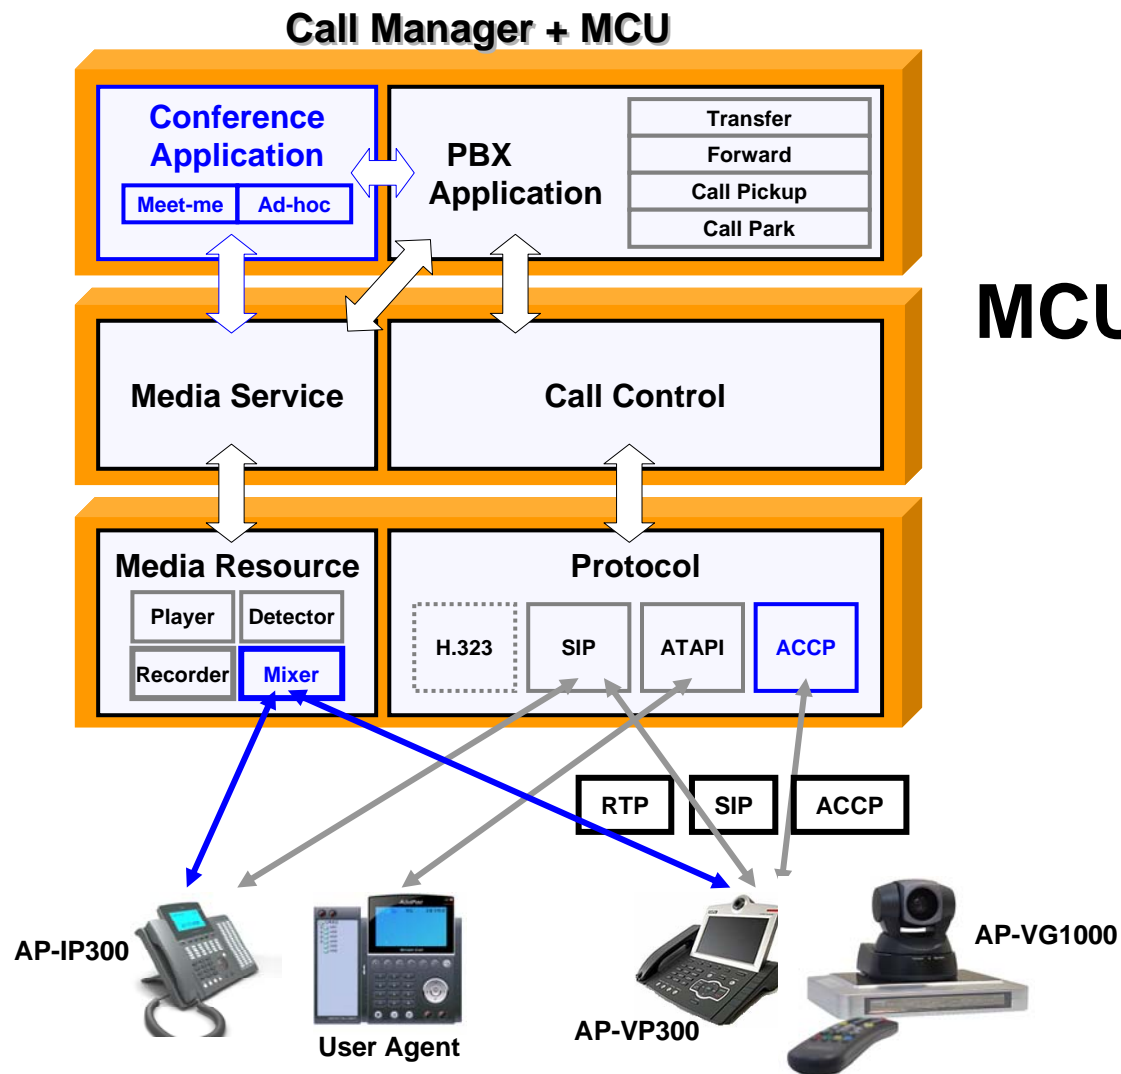 Call Manager + MCU
Conference
Application
Meet-me
Ad-hoc
PBX
Application
Transfer
Forward
Call Pickup
Call Park
MCU
Media Service
Call Control
Media Resource
Player
Detector
Recorder
Mixer
Protocol
H.323
SIP
ATAPI
ACCP
RTP
SIP
ACCP
AP-IP300
User Agent
AP-VP300
AP-VG1000